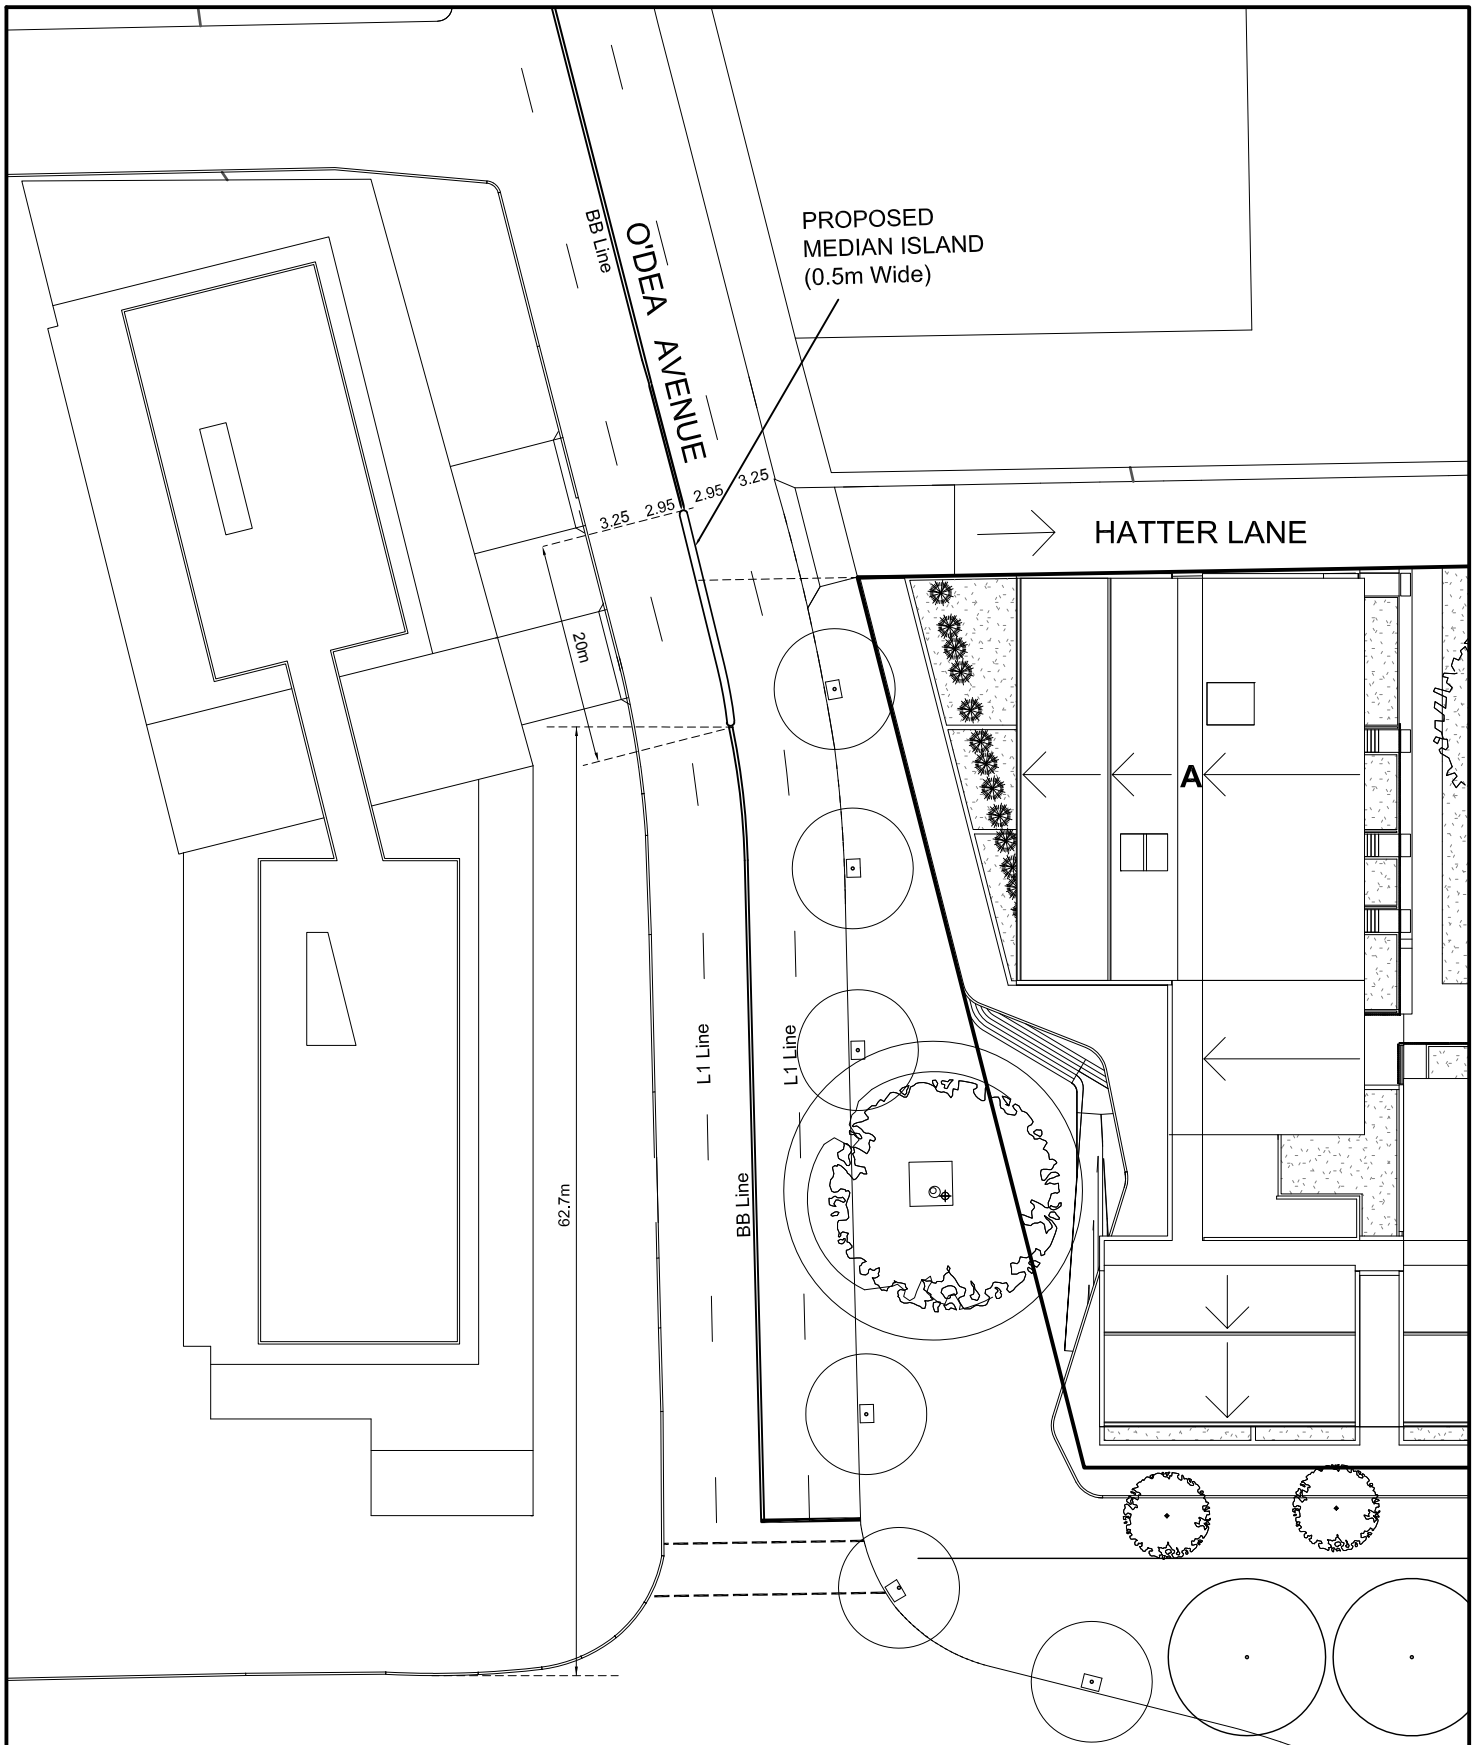 PROPOSED
MEDIAN ISLAND
(0.5m Wide)
BB Line
O'DEA AVENUE
3.25 2.95 2.95 3.25
HATTER LANE
20m
A
L1 Line
L1 Line
62.7m
BB Line